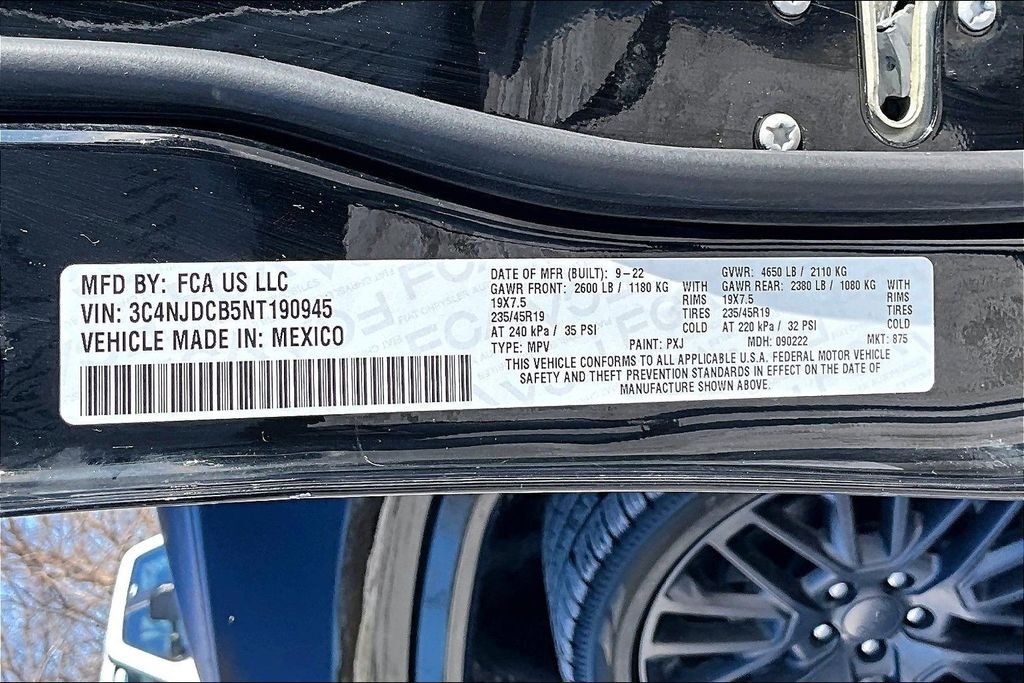 MFD BY: FCA US LLC
VIN: 3C4NJDCB5NT190945
VEHICLE MADE IN: MEXICO
DATE OF MFR (BUILT): 9-22 GVWR: 4650 LB / 2110 KG
GAWR FRONT: 2600 LB / 1180 KG WITH GAWR REAR: 2380 LB / 1080 KG WITH
19X7.5 RIMS 19X7.5 RIMS
235/45R19 TIRES 235/45R19 TIRES
AT 240 kPa / 35 PSI COLD AT 220 kPa / 32 PSI COLD
TYPE: MPV PAINT: PXJ MDH: 090222 MKT: 875
THIS VEHICLE CONFORMS TO ALL APPLICABLE U.S.A. FEDERAL MOTOR VEHICLE
SAFETY AND THEFT PREVENTION STANDARDS IN EFFECT ON THE DATE OF
MANUFACTURE SHOWN ABOVE.